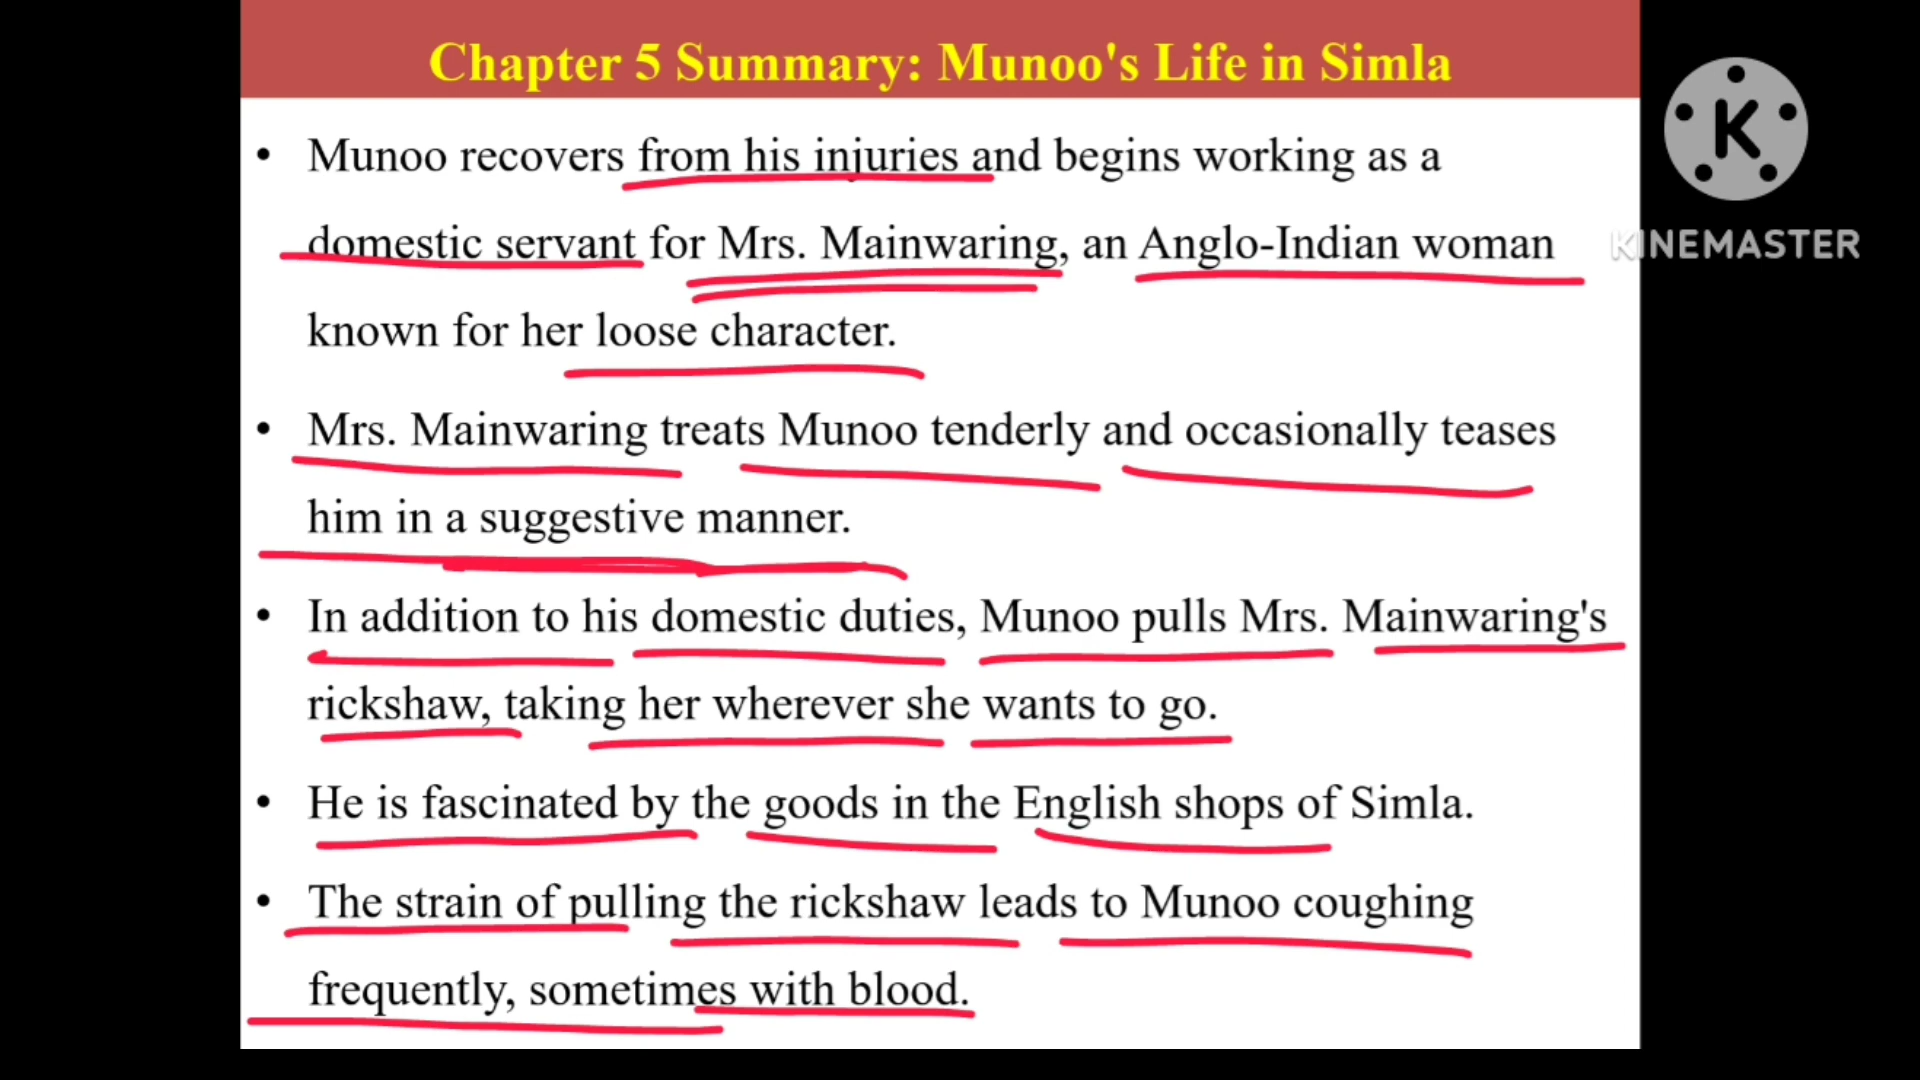 Chapter 5 Summary: Munoo's Life in Simla
• Munoo recovers from his injuries and begins working as a
domestic servant for Mrs. Mainwaring, an Anglo-Indian woman
known for her loose character.
• Mrs. Mainwaring treats Munoo tenderly and occasionally teases
him in a suggestive manner.
• In addition to his domestic duties, Munoo pulls Mrs. Mainwaring's
rickshaw, taking her wherever she wants to go.
• He is fascinated by the goods in the English shops of Simla.
• The strain of pulling the rickshaw leads to Munoo coughing
frequently, sometimes with blood.
K
KINEMASTER